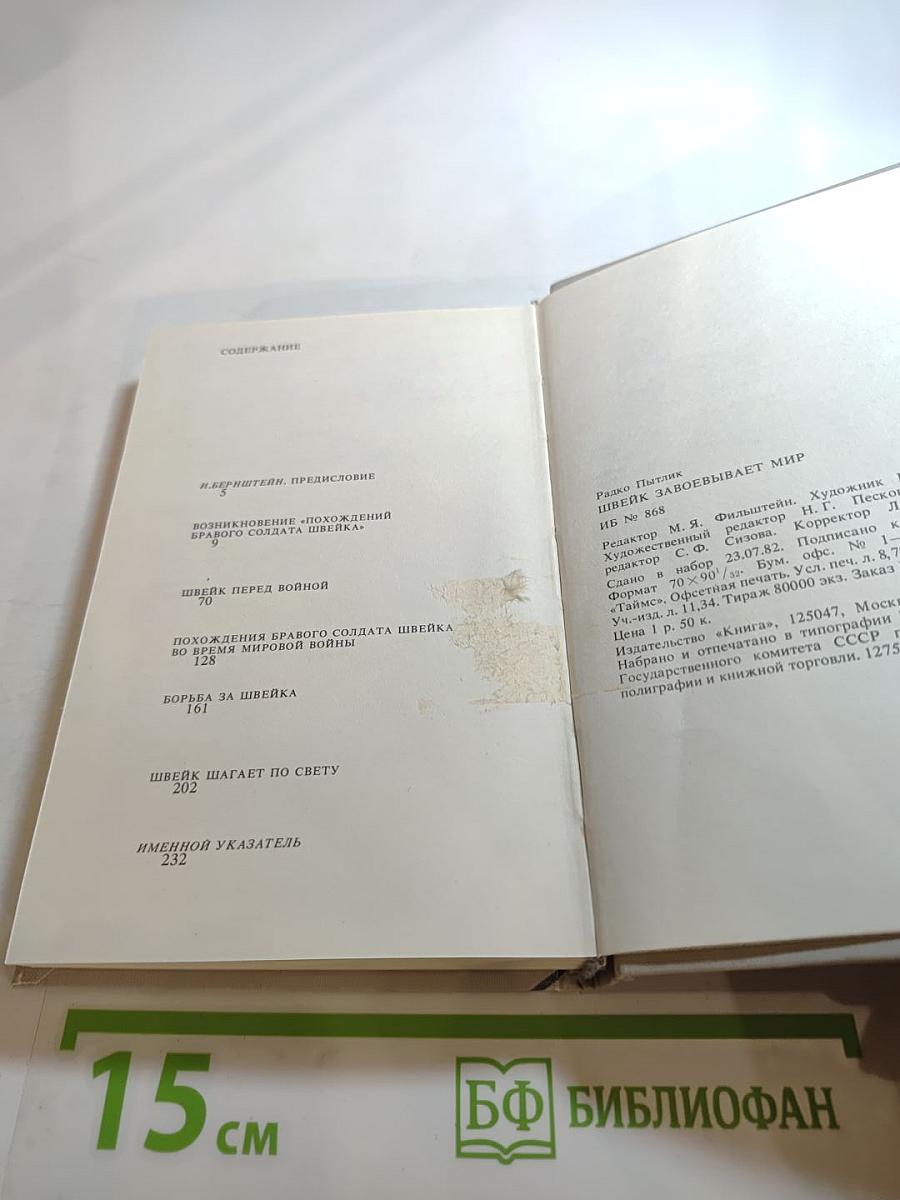 СОДЕРЖАНИЕ
И.БЕРНШТЕЙН. ПРЕДИСЛОВИЕ
5
ВОЗНИКНОВЕНИЕ «ПОХОЖДЕНИЙ
БРАВОГО СОЛДАТА ШВЕЙКА»
9
ШВЕЙК ПЕРЕД ВОЙНОЙ
70
ПОХОЖДЕНИЯ БРАВОГО СОЛДАТА ШВЕЙКА
ВО ВРЕМЯ МИРОВОЙ ВОЙНЫ
128
БОРЬБА ЗА ШВЕЙКА
161
ШВЕЙК ШАГАЕТ ПО СВЕТУ
202
ИМЕННОЙ УКАЗАТЕЛЬ
232
Радко Пытлик
ШВЕЙК ЗАВОЕВЫВАЕТ МИР
ИБ № 868
Редактор М. Я. Фильштейн. Художник
Художественный редактор Н. Г. Песков
редактор С. Ф. Сизова. Корректор Л.
Сдано в набор 23.07.82. Подписано к
Формат 70×90¹/₃₂. Бум. офс. № 1—
«Таймс». Офсетная печать. Усл. печ. л. 8,7
Уч.-изд. л. 11,34. Тираж 80000 экз. Заказ
Цена 1 р. 50 к.
Издательство «Книга», 125047, Москв
Набрано и отпечатано в типографии
Государственного комитета СССР п
полиграфии и книжной торговли. 1275
15 см
БФ БИБЛИОФАН